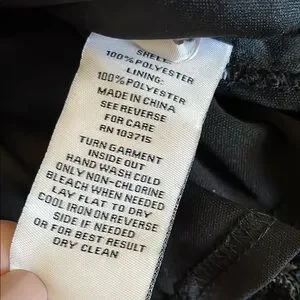 SHELL:
100% POLYESTER
LINING:
100% POLYESTER
MADE IN CHINA
SEE REVERSE
FOR CARE
RN 103715
TURN GARMENT
INSIDE OUT
HAND WASH COLD
ONLY NON-CHLORINE
BLEACH WHEN NEEDED
LAY FLAT TO DRY
COOL IRON ON REVERSE
SIDE IF NEEDED
OR FOR BEST RESULT
DRY CLEAN